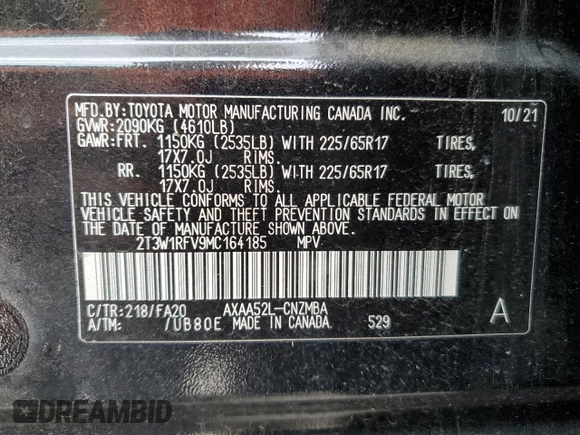 MFD.BY:TOYOTA MOTOR MANUFACTURING CANADA INC. 10/21
GVWR:2090KG (4610LB)
GAWR:FRT. 1150KG (2535LB) WITH 225/65R17 TIRES,
17X7.0J RIMS.
RR. 1150KG (2535LB) WITH 225/65R17 TIRES,
17X7.0J RIMS.
THIS VEHICLE CONFORMS TO ALL APPLICABLE FEDERAL MOTOR
VEHICLE SAFETY AND THEFT PREVENTION STANDARDS IN EFFECT
ON THE DATE OF MANUFACTURE SHOWN ABOVE.
2T3W1RFV9MC164185 MPV
C/TR:218/FA20 AXAA52L-CNZMBA A
A/TM: /UB80E MADE IN CANADA 529
DREAMBID